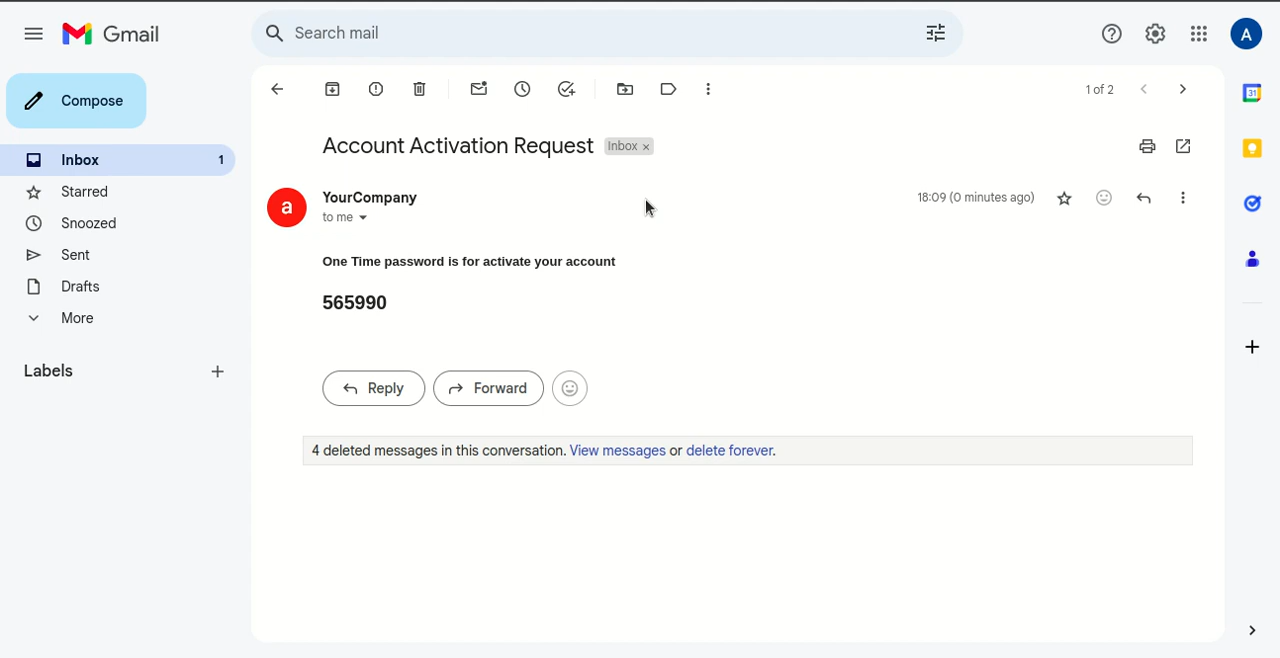 Gmail
Search mail
A
Compose
1 of 2
31
Account Activation Request Inbox ×
Inbox 1
YourCompany
18:09 (0 minutes ago)
a
to me
Starred
Snoozed
Sent
Drafts
More
One Time password is for activate your account
565990
Labels
Reply
Forward
4 deleted messages in this conversation. View messages or delete forever.